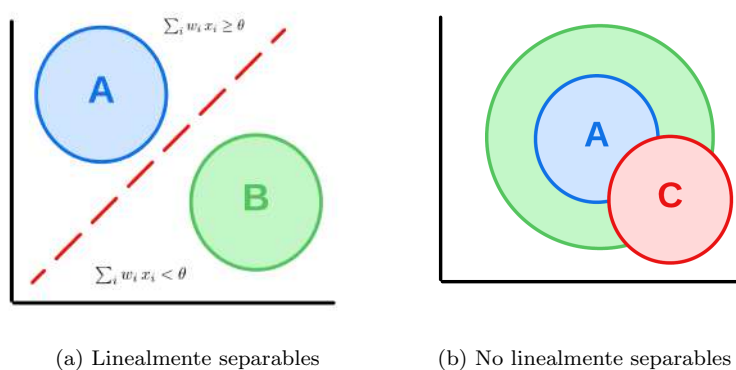 ∑ᵢ wᵢ xᵢ ≥ θ
A
B
∑ᵢ wᵢ xᵢ < θ
A
C
(a) Linealmente separables
(b) No linealmente separables